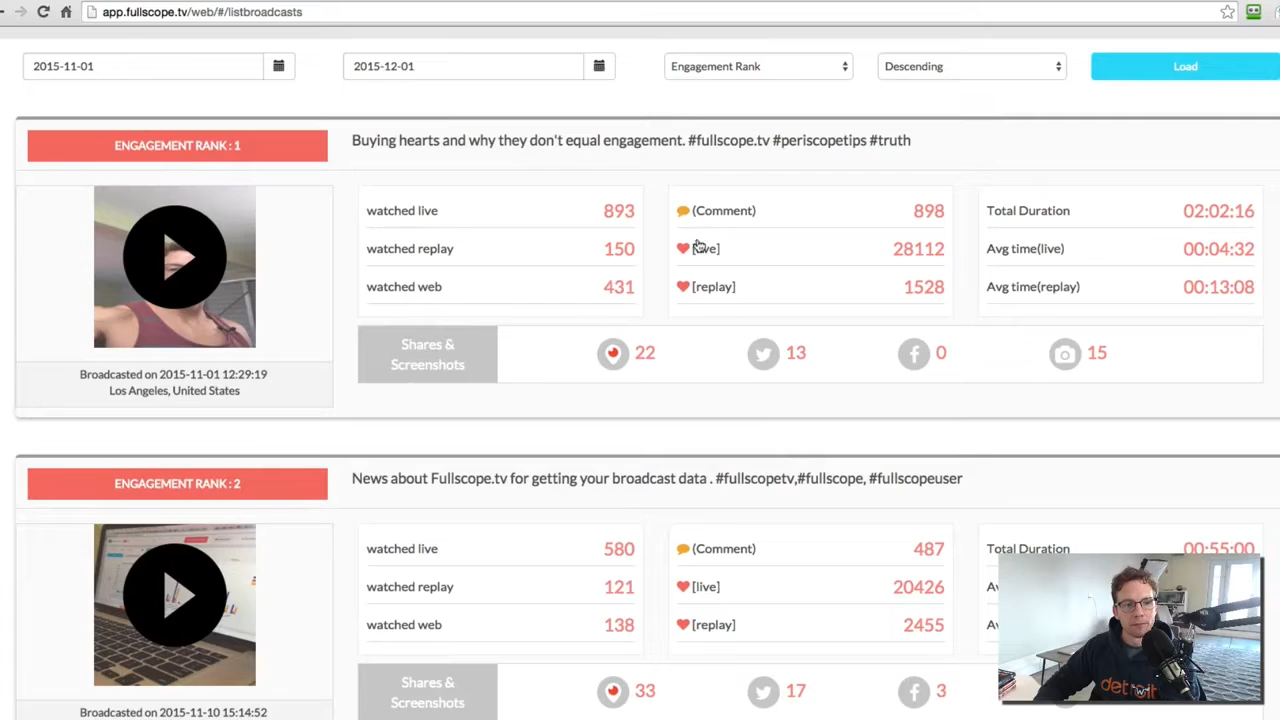 app.fullscope.tv/web/#/listbroadcasts
2015-11-01 2015-12-01 Engagement Rank Descending Load
ENGAGEMENT RANK : 1 Buying hearts and why they don't equal engagement. #fullscope.tv #periscopetips #truth
watched live 893 (Comment) 898 Total Duration 02:02:16
watched replay 150 28112 Avg time(live) 00:04:32
watched web 431 [replay] 1528 Avg time(replay) 00:13:08
Shares &
Screenshots 22 13 0 15
Broadcasted on 2015-11-01 12:29:19
Los Angeles, United States
ENGAGEMENT RANK : 2 News about Fullscope.tv for getting your broadcast data . #fullscopetv,#fullscope, #fullscopeuser
watched live 580 (Comment) 487 Total Duration 00:55:00
watched replay 121 [live] 20426
watched web 138 [replay] 2455
Shares &
Screenshots 33 17 3
Broadcasted on 2015-11-10 15:14:52
detroit